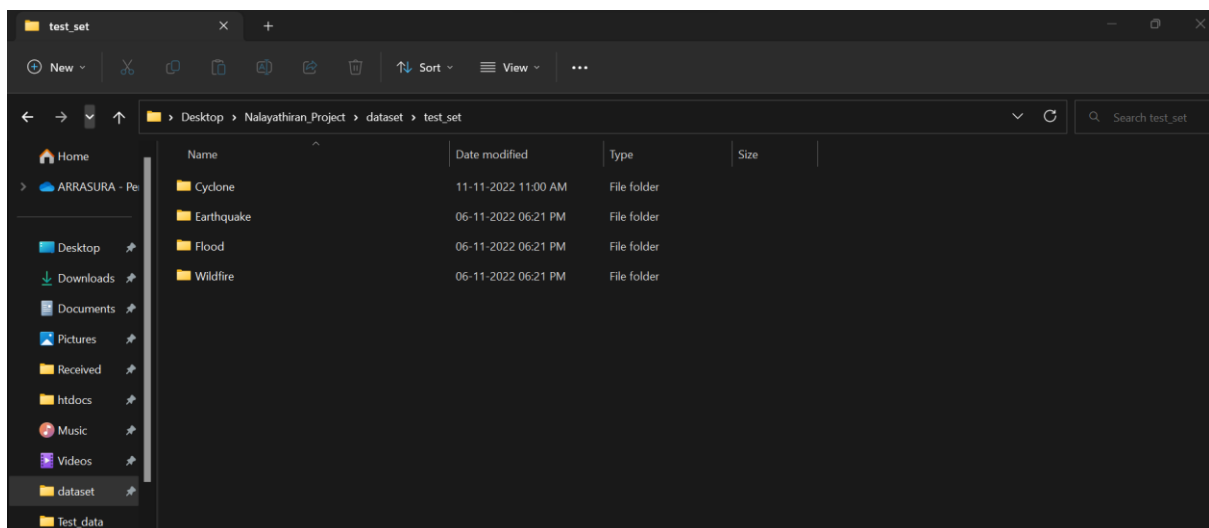 test_set
New
Sort
View
Desktop > Nalayathiran_Project > dataset > test_set
Search test_set
Home
ARRASURA - Pe
Desktop
Downloads
Documents
Pictures
Received
htdocs
Music
Videos
dataset
Test_data
Name Date modified Type Size
Cyclone 11-11-2022 11:00 AM File folder
Earthquake 06-11-2022 06:21 PM File folder
Flood 06-11-2022 06:21 PM File folder
Wildfire 06-11-2022 06:21 PM File folder